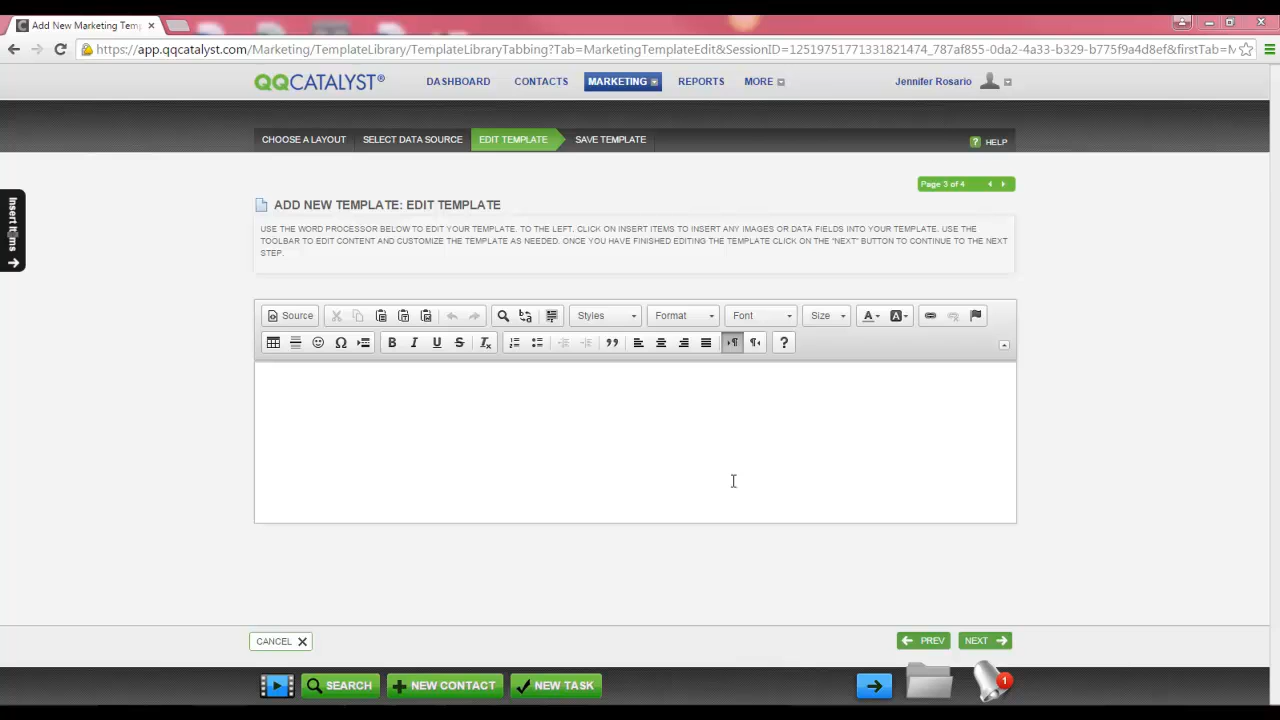 Add New Marketing Temp
https://app.qqcatalyst.com/Marketing/TemplateLibrary/TemplateLibraryTabbing?Tab=MarketingTemplateEdit&SessionID=12519751771331821474_787af855-0da2-4a33-b329-b775f9a4d8ef&firstTab=M
QQCATALYST® DASHBOARD CONTACTS MARKETING REPORTS MORE Jennifer Rosario
CHOOSE A LAYOUT SELECT DATA SOURCE EDIT TEMPLATE SAVE TEMPLATE ? HELP
Page 3 of 4
Insert Items
ADD NEW TEMPLATE: EDIT TEMPLATE
USE THE WORD PROCESSOR BELOW TO EDIT YOUR TEMPLATE. TO THE LEFT, CLICK ON INSERT ITEMS TO INSERT ANY IMAGES OR DATA FIELDS INTO YOUR TEMPLATE. USE THE
TOOLBAR TO EDIT CONTENT AND CUSTOMIZE THE TEMPLATE AS NEEDED. ONCE YOU HAVE FINISHED EDITING THE TEMPLATE CLICK ON THE "NEXT" BUTTON TO CONTINUE TO THE NEXT
STEP.
Source Styles Format Font Size A A
Ω B I U S Tx ?
CANCEL PREV NEXT
SEARCH NEW CONTACT NEW TASK 1